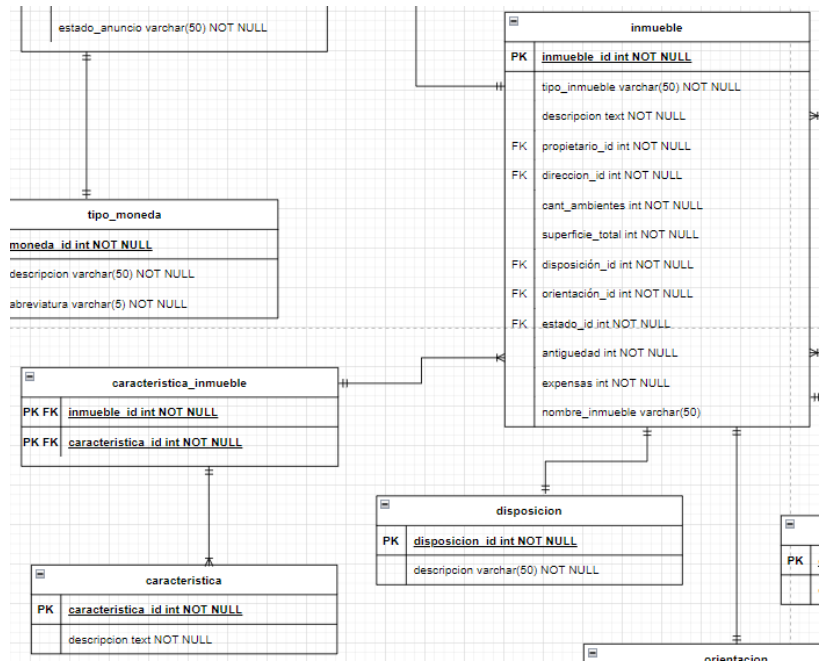 estado_anuncio varchar(50) NOT NULL
inmueble
PK inmueble_id int NOT NULL
tipo_inmueble varchar(50) NOT NULL
descripcion text NOT NULL
FK propietario_id int NOT NULL
FK direccion_id int NOT NULL
cant_ambientes int NOT NULL
superficie_total int NOT NULL
FK disposición_id int NOT NULL
FK orientación_id int NOT NULL
FK estado_id int NOT NULL
antiguedad int NOT NULL
expensas int NOT NULL
nombre_inmueble varchar(50)
tipo_moneda
moneda_id int NOT NULL
descripcion varchar(50) NOT NULL
abreviatura varchar(5) NOT NULL
caracteristica_inmueble
PK FK inmueble_id int NOT NULL
PK FK caracteristica_id int NOT NULL
disposicion
PK disposicion_id int NOT NULL
descripcion varchar(50) NOT NULL
caracteristica
PK caracteristica_id int NOT NULL
descripcion text NOT NULL
PK
orientacion